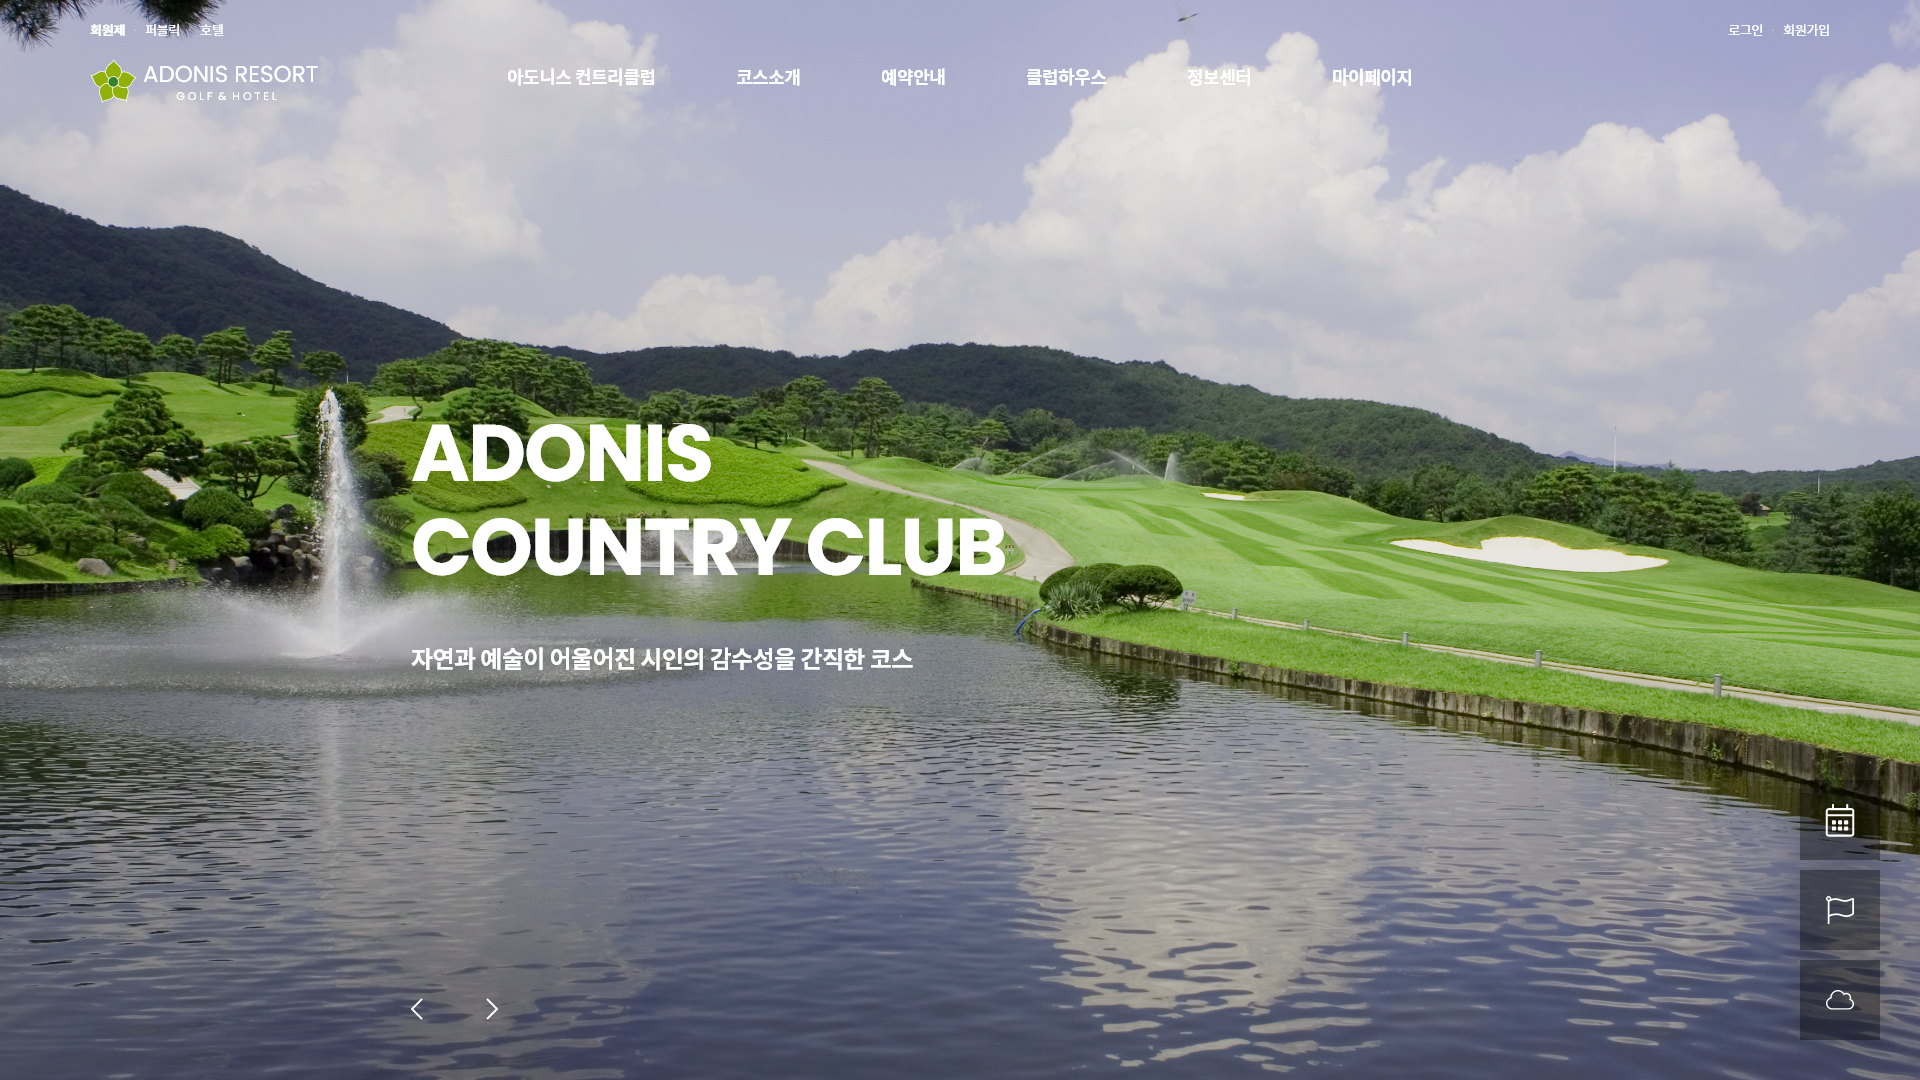 회원제 퍼블릭 호텔
로그인 회원가입
ADONIS RESORT
GOLF & HOTEL
아도니스 컨트리클럽 코스소개 예약안내 클럽하우스 정보센터 마이페이지
ADONIS
COUNTRY CLUB
자연과 예술이 어울어진 시인의 감수성을 간직한 코스